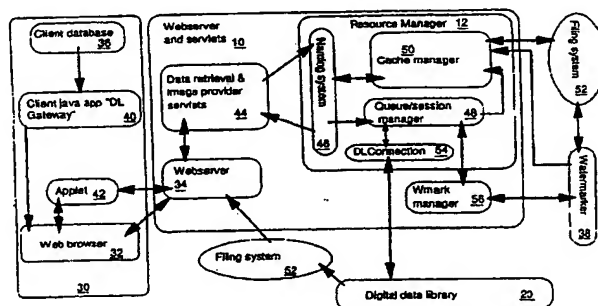 Client database
36
Client java app "DL
Gateway"
40
Applet 42
Web browser
32
30
Webserver
and servlets
10
Data retrieval &
image provider
servlets
44
Webserver
34
Resource Manager 12
Naming system
46
50
Cache manager
Queue/session
manager
48
DLConnection 54
Wmark
manager
56
Filing system
52
Watermarker
38
Filing system
52
Digital data library 20